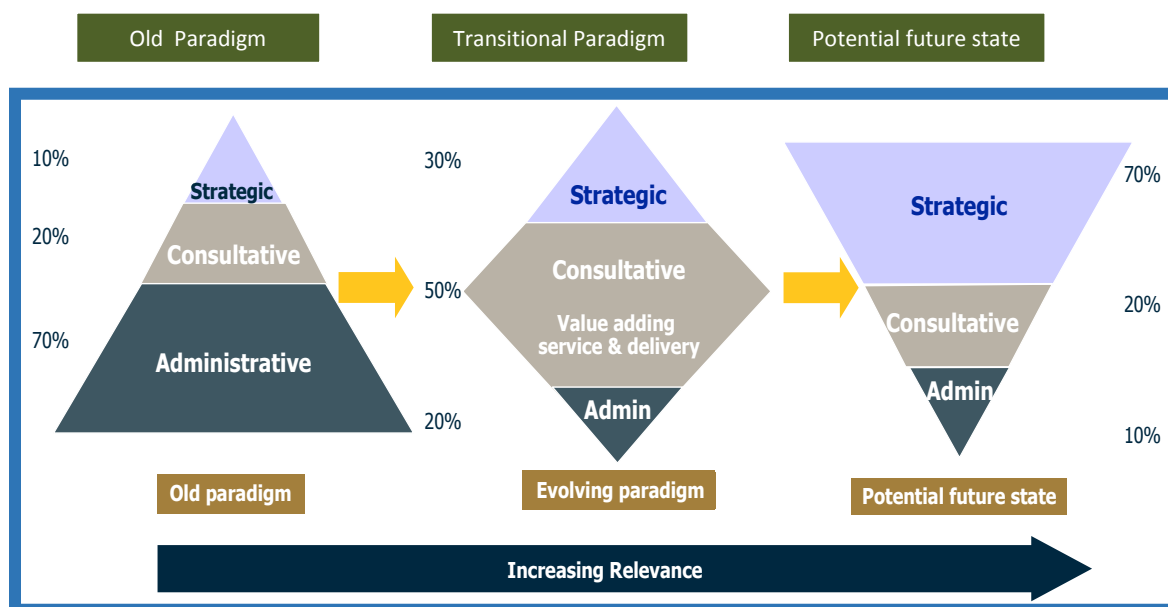 Old Paradigm
Transitional Paradigm
Potential future state
10%
Strategic
20%
Consultative
70%
Administrative
Old paradigm
30%
Strategic
50%
Consultative
Value adding
service & delivery
20%
Admin
Evolving paradigm
70%
Strategic
20%
Consultative
Admin
10%
Potential future state
Increasing Relevance